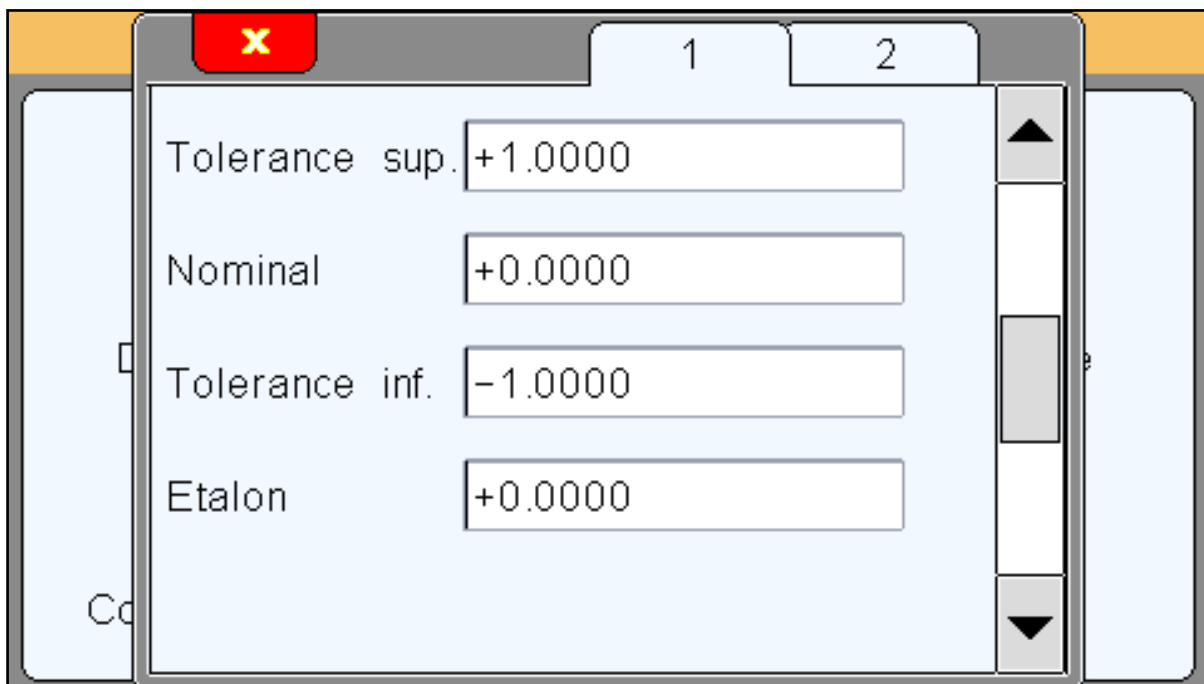 x
1 2
Tolerance sup. +1.0000
Nominal +0.0000
Tolerance inf. −1.0000
Etalon +0.0000